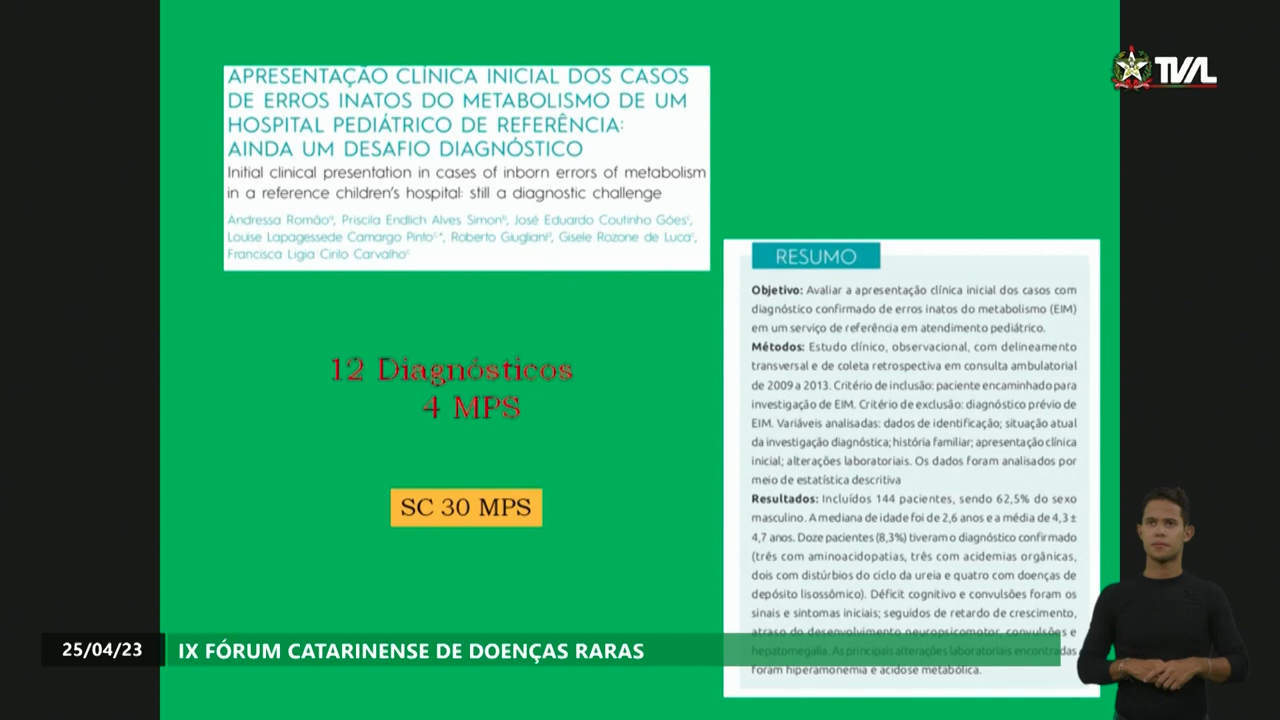 APRESENTAÇÃO CLÍNICA INICIAL DOS CASOS
DE ERROS INATOS DO METABOLISMO DE UM
HOSPITAL PEDIÁTRICO DE REFERÊNCIA:
AINDA UM DESAFIO DIAGNÓSTICO
Initial clinical presentation in cases of inborn errors of metabolism
in a reference children's hospital: still a diagnostic challenge
Andressa Romão, Priscila Endlich Alves Simon, José Eduardo Coutinho Góes,
Louise Lapagessede Camargo Pinto, Roberto Giugliani, Gisele Rozone de Luca,
Francisca Ligia Cirilo Carvalho
12 Diagnósticos
4 MPS
SC 30 MPS
TVAL
RESUMO
Objetivo: Avaliar a apresentação clínica inicial dos casos com
diagnóstico confirmado de erros inatos do metabolismo (EIM)
em um serviço de referência em atendimento pediátrico.
Métodos: Estudo clínico, observacional, com delineamento
transversal e de coleta retrospectiva em consulta ambulatorial
de 2009 a 2013. Critério de inclusão: paciente encaminhado para
investigação de EIM. Critério de exclusão: diagnóstico prévio de
EIM. Variáveis analisadas: dados de identificação; situação atual
da investigação diagnóstica; história familiar; apresentação clínica
inicial; alterações laboratoriais. Os dados foram analisados por
meio de estatística descritiva
Resultados: Incluídos 144 pacientes, sendo 62,5% do sexo
masculino. A mediana de idade foi de 2,6 anos e a média de 4,3 ±
4,7 anos. Doze pacientes (8,3%) tiveram o diagnóstico confirmado
(três com aminoacidopatias, três com acidemias orgânicas,
dois com distúrbios do ciclo da ureia e quatro com doenças de
depósito lisossômico). Déficit cognitivo e convulsões foram os
sinais e sintomas iniciais; seguidos de retardo de crescimento,
atraso do desenvolvimento neuropsicomotor, convulsões e
hepatomegalia. As principais alterações laboratoriais encontradas
foram hiperamonemia e acidose metabólica.
25/04/23
IX FÓRUM CATARINENSE DE DOENÇAS RARAS